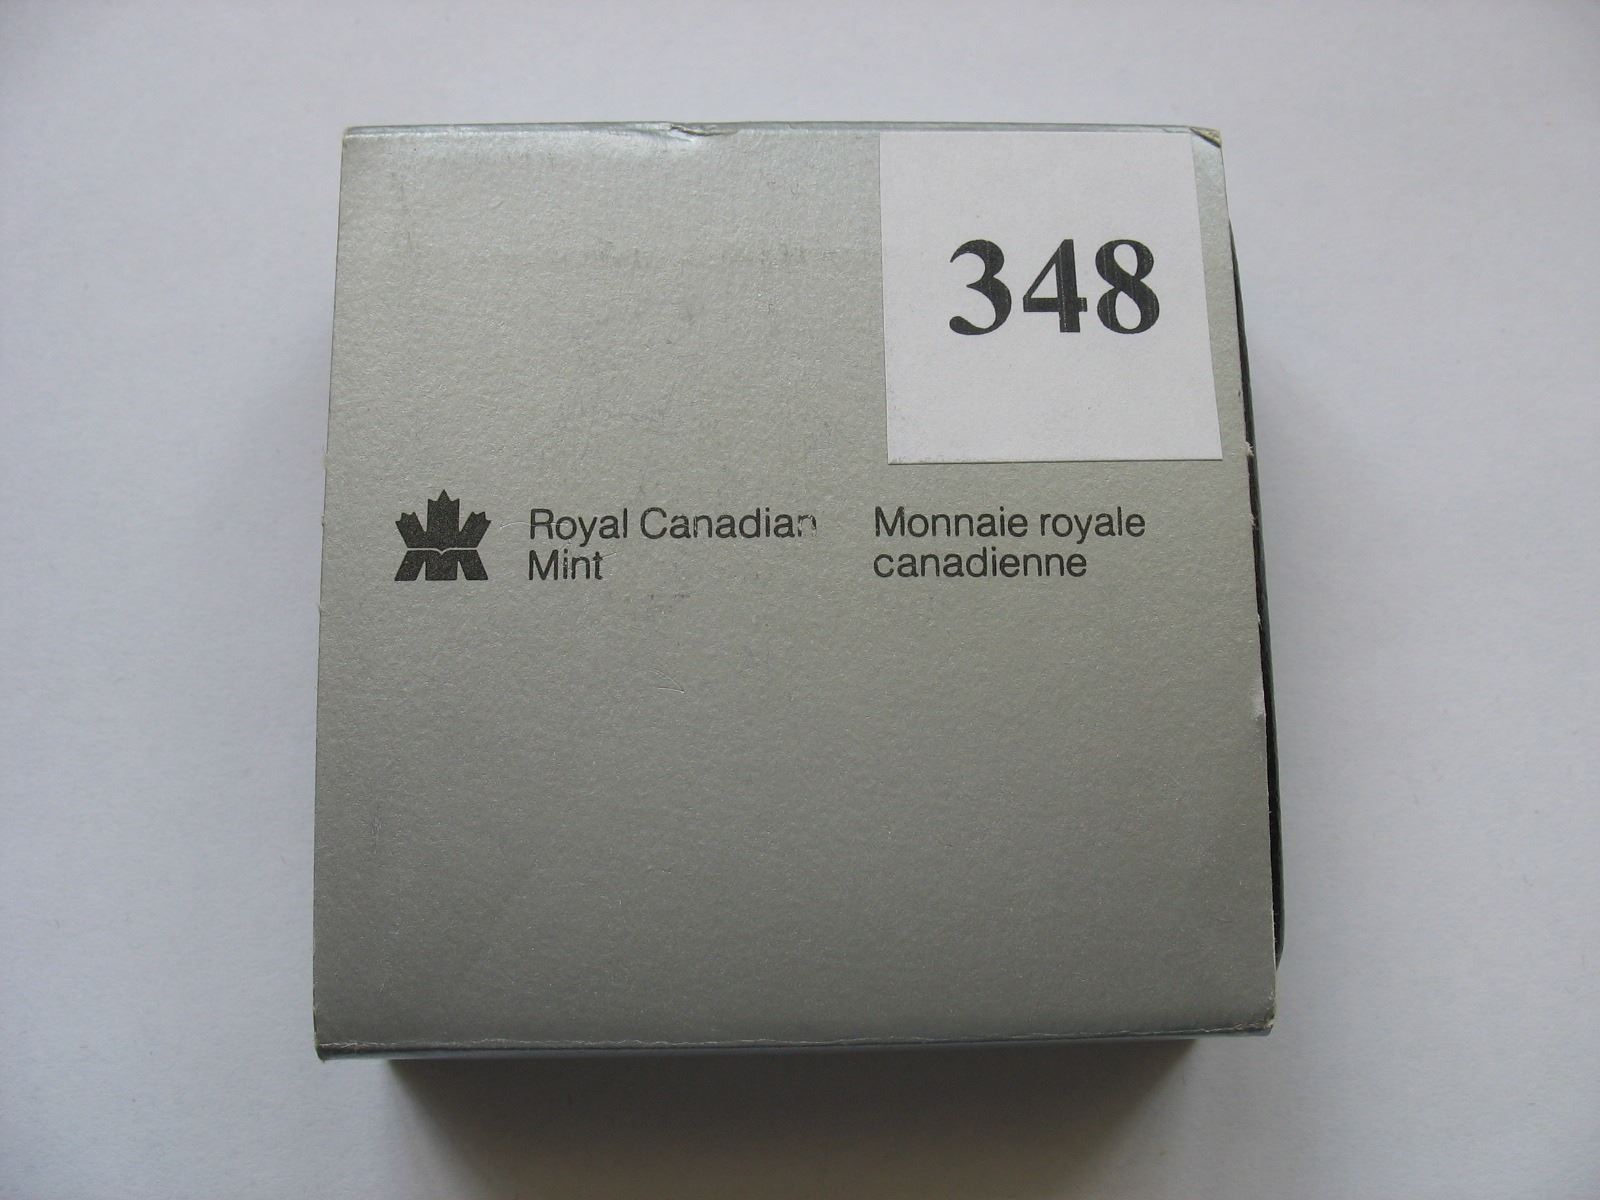 348
Royal Canadian
Mint
Monnaie royale
canadienne